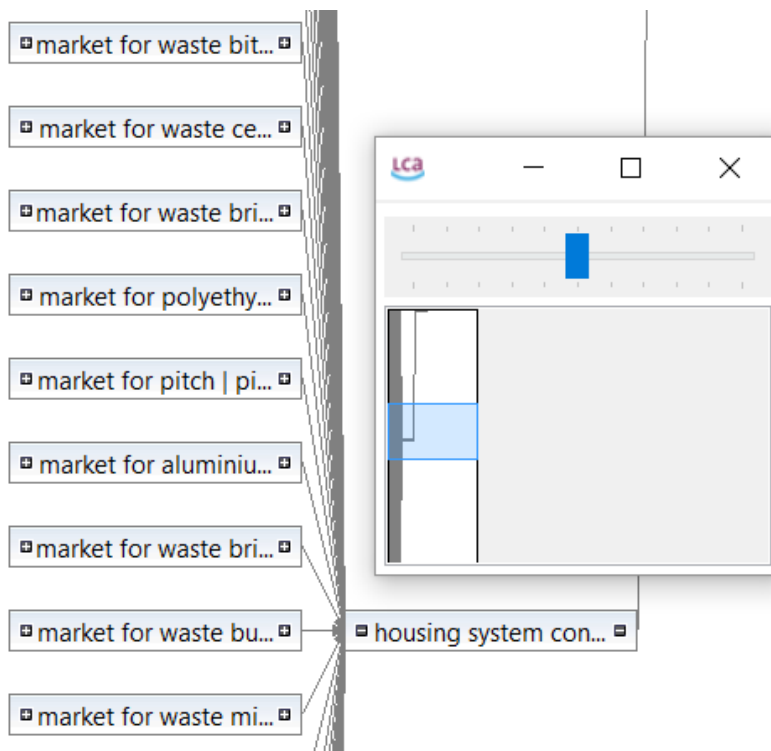 market for waste bit...
market for waste ce...
LCA
market for waste bri...
market for polyethy...
market for pitch | pi...
market for aluminiu...
market for waste bri...
market for waste bu...
housing system con...
market for waste mi...